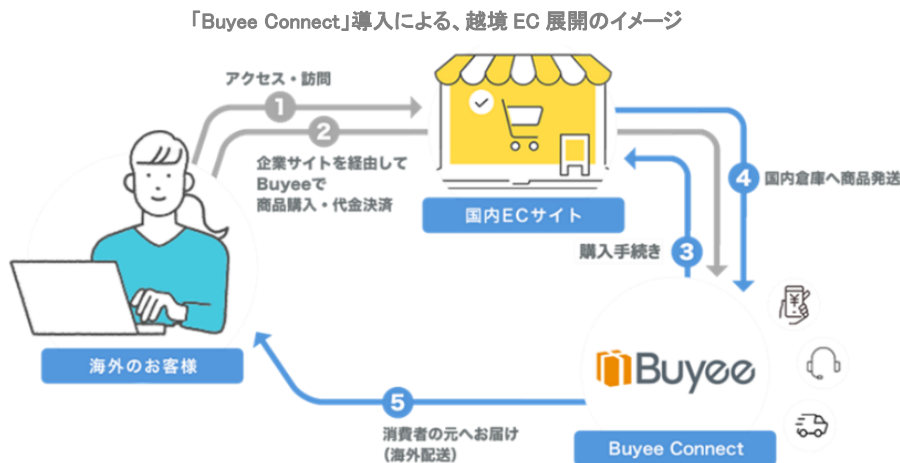 「Buyee Connect」導入による、越境 EC 展開のイメージ
アクセス・訪問
1
2
企業サイトを経由して
Buyeeで
商品購入・代金決済
国内ECサイト
4
国内倉庫へ商品発送
購入手続き
3
¥
海外のお客様
Buyee
5
消費者の元へお届け
（海外配送）
Buyee Connect